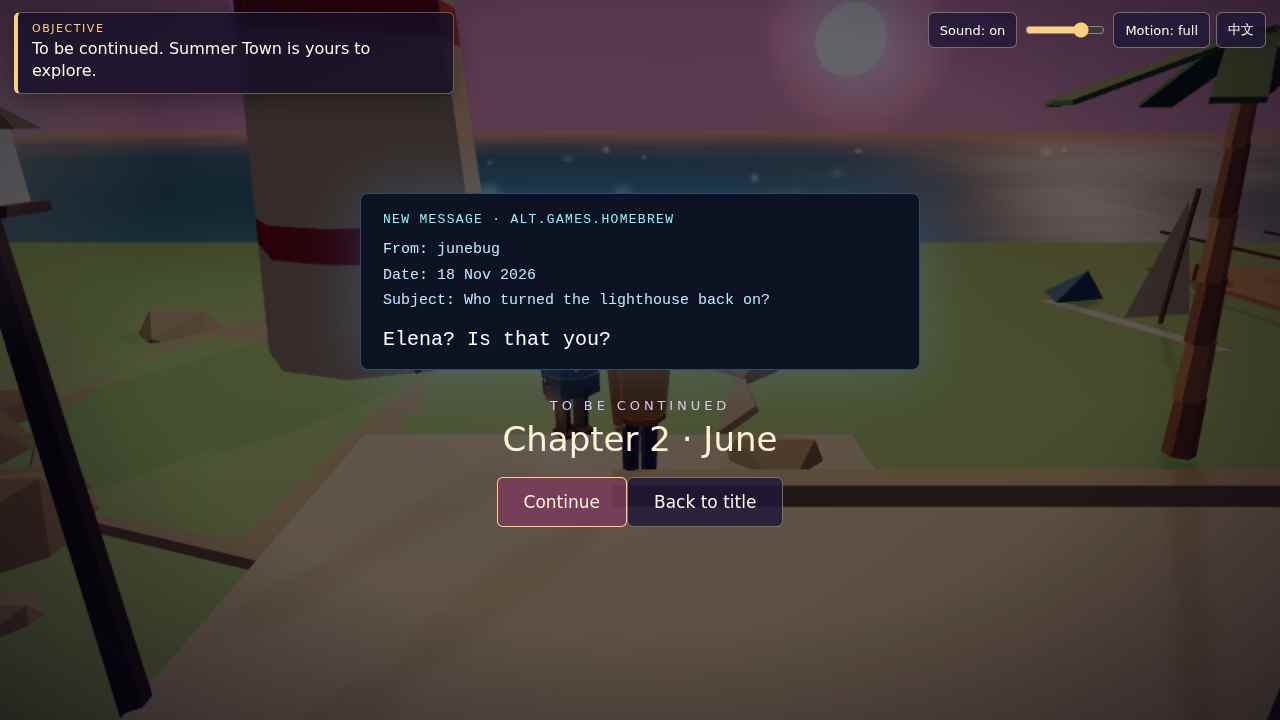 OBJECTIVE
To be continued. Summer Town is yours to
explore.
Sound: on
Motion: full
中文
NEW MESSAGE · ALT.GAMES.HOMEBREW
From: junebug
Date: 18 Nov 2026
Subject: Who turned the lighthouse back on?
Elena? Is that you?
TO BE CONTINUED
Chapter 2 · June
Continue
Back to title